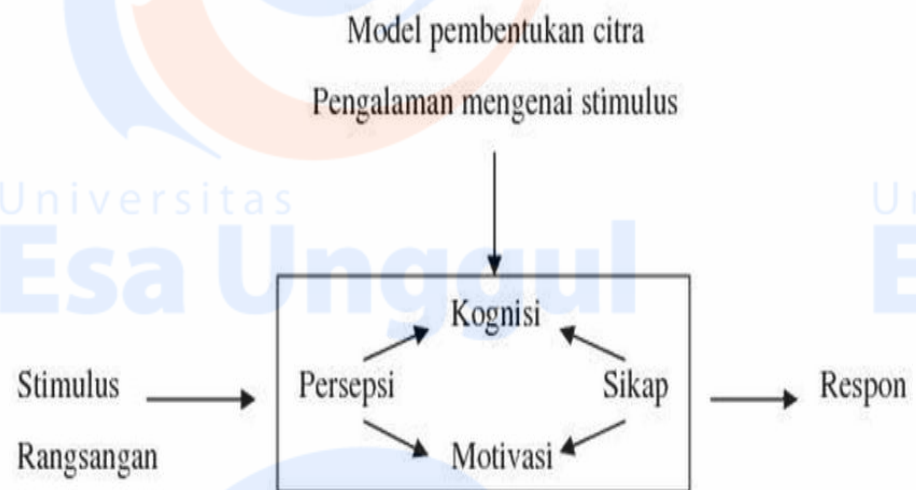 Model pembentukan citra
Pengalaman mengenai stimulus
Universitas
Esa Unggul
Kognisi
Stimulus
Persepsi
Sikap
Respon
Rangsangan
Motivasi